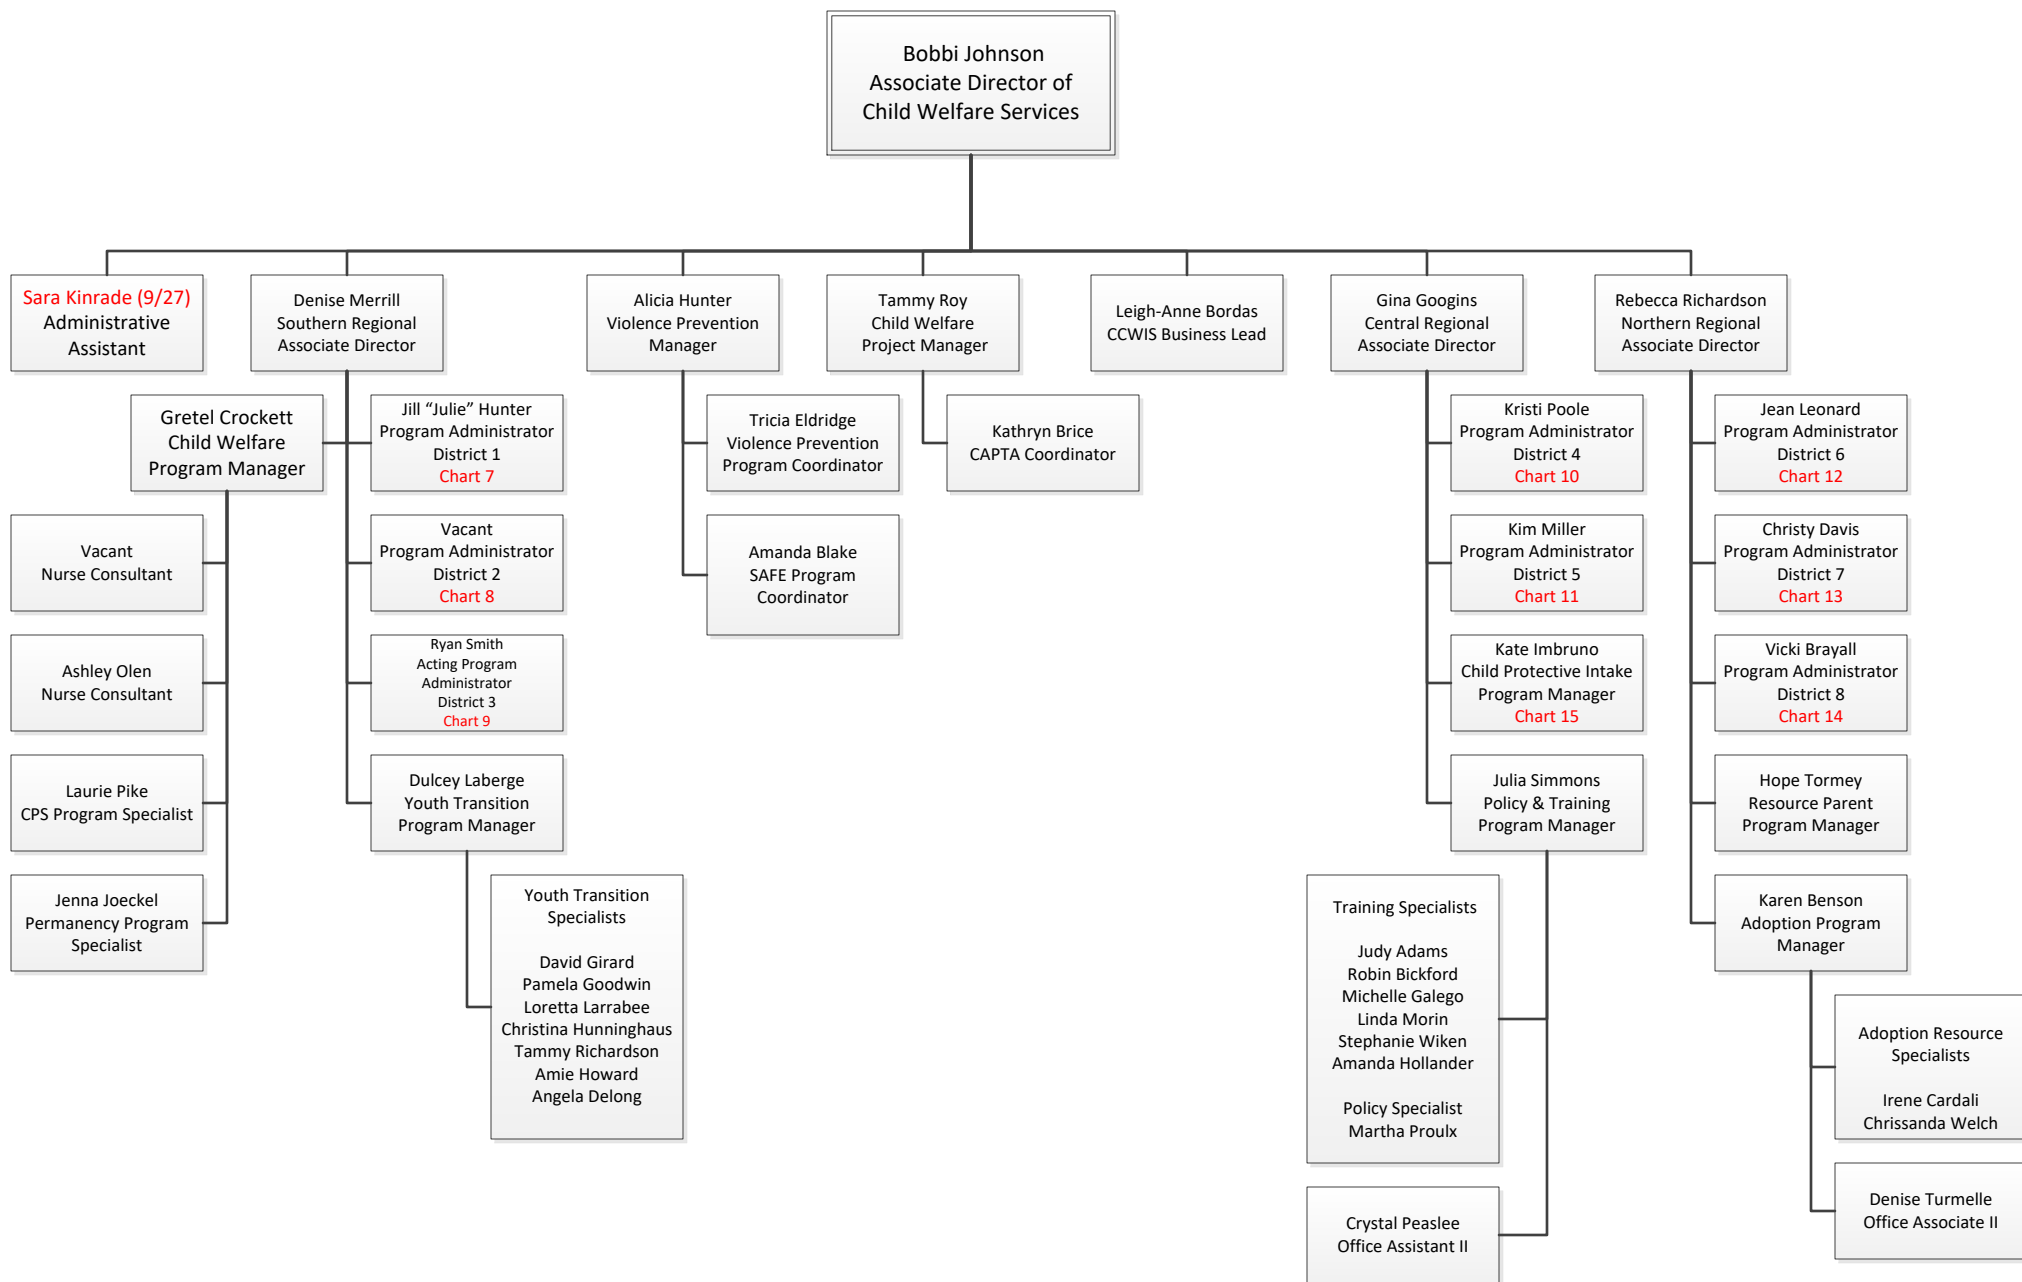 Bobbi Johnson
Associate Director of
Child Welfare Services
Sara Kinrade (9/27)
Administrative
Assistant
Denise Merrill
Southern Regional
Associate Director
Alicia Hunter
Violence Prevention
Manager
Tammy Roy
Child Welfare
Project Manager
Leigh-Anne Bordas
CCWIS Business Lead
Gina Googins
Central Regional
Associate Director
Rebecca Richardson
Northern Regional
Associate Director
Gretel Crockett
Child Welfare
Program Manager
Jill “Julie” Hunter
Program Administrator
District 1
Chart 7
Tricia Eldridge
Violence Prevention
Program Coordinator
Kathryn Brice
CAPTA Coordinator
Kristi Poole
Program Administrator
District 4
Chart 10
Jean Leonard
Program Administrator
District 6
Chart 12
Vacant
Nurse Consultant
Vacant
Program Administrator
District 2
Chart 8
Amanda Blake
SAFE Program
Coordinator
Kim Miller
Program Administrator
District 5
Chart 11
Christy Davis
Program Administrator
District 7
Chart 13
Ashley Olen
Nurse Consultant
Ryan Smith
Acting Program
Administrator
District 3
Chart 9
Kate Imbruno
Child Protective Intake
Program Manager
Chart 15
Vicki Brayall
Program Administrator
District 8
Chart 14
Laurie Pike
CPS Program Specialist
Dulcey Laberge
Youth Transition
Program Manager
Julia Simmons
Policy & Training
Program Manager
Hope Tormey
Resource Parent
Program Manager
Jenna Joeckel
Permanency Program
Specialist
Youth Transition
Specialists
David Girard
Pamela Goodwin
Loretta Larrabee
Christina Hunninghaus
Tammy Richardson
Amie Howard
Angela Delong
Training Specialists
Judy Adams
Robin Bickford
Michelle Galego
Linda Morin
Stephanie Wiken
Amanda Hollander
Policy Specialist
Martha Proulx
Karen Benson
Adoption Program
Manager
Adoption Resource
Specialists
Irene Cardali
Chrissanda Welch
Crystal Peaslee
Office Assistant II
Denise Turmelle
Office Associate II